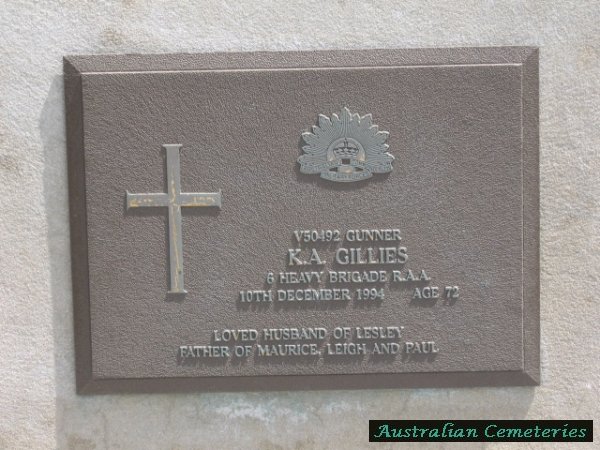 V50492 GUNNER
K.A. GILLIES
6 HEAVY BRIGADE R.A.A.
10TH DECEMBER 1994 AGE 72
LOVED HUSBAND OF LESLEY
FATHER OF MAURICE, LEIGH AND PAUL
Australian Cemeteries